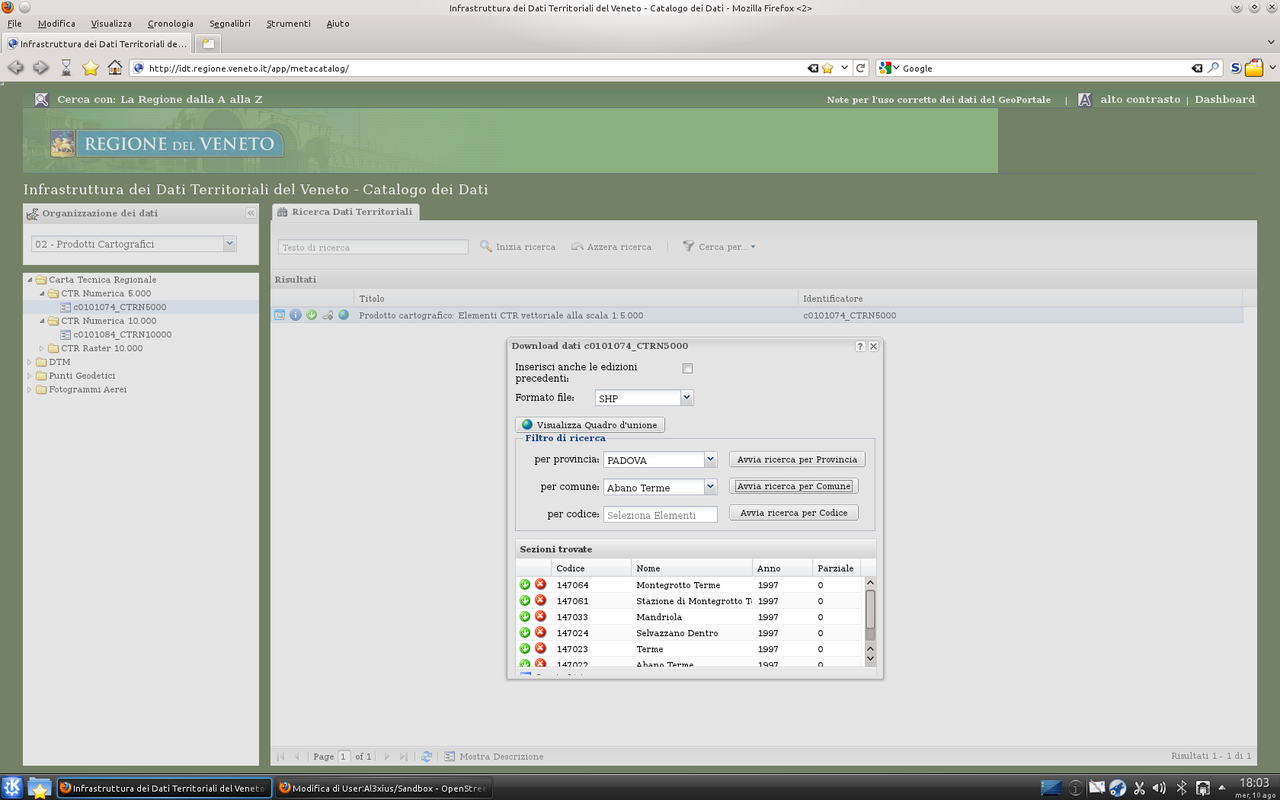 Infrastruttura dei Dati Territoriali del Veneto - Catalogo dei Dati - Mozilla Firefox <2>
File Modifica Visualizza Cronologia Segnalibri Strumenti Aiuto
Infrastruttura dei Dati Territoriali de...
http://idt.regione.veneto.it/app/metacatalog/ Google
Cerca con: La Regione dalla A alla Z Note per l'uso corretto dei dati del GeoPortale | alto contrasto | Dashboard
REGIONE DEL VENETO
Infrastruttura dei Dati Territoriali del Veneto - Catalogo dei Dati
Organizzazione dei dati
02 - Prodotti Cartografici
Carta Tecnica Regionale
CTR Numerica 5.000
c0101074_CTRN5000
CTR Numerica 10.000
c0101084_CTRN10000
CTR Raster 10.000
DTM
Punti Geodetici
Fotogrammi Aerei
Ricerca Dati Territoriali
Testo di ricerca Inizia ricerca Azzera ricerca Cerca per...
Risultati
Titolo Identificatore
Prodotto cartografico: Elementi CTR vettoriale alla scala 1:5.000 c0101074_CTRN5000
Download dati c0101074_CTRN5000
Inserisci anche le edizioni
precedenti:
Formato file: SHP
Visualizza Quadro d'unione
Filtro di ricerca
per provincia: PADOVA Avvia ricerca per Provincia
per comune: Abano Terme Avvia ricerca per Comune
per codice: Seleziona Elementi Avvia ricerca per Codice
Sezioni trovate
Codice Nome Anno Parziale
147064 Montegrotto Terme 1997 0
147061 Stazione di Montegrotto T 1997 0
147033 Mandriola 1997 0
147024 Selvazzano Dentro 1997 0
147023 Terme 1997 0
147022 Abano Terme 1997 0
Page 1 of 1 Mostra Descrizione Risultati 1 - 1 di 1
Infrastruttura dei Dati Territoriali del Veneto Modifica di User:Al3xius/Sandbox - OpenStree
18:03
mer, 10 ago